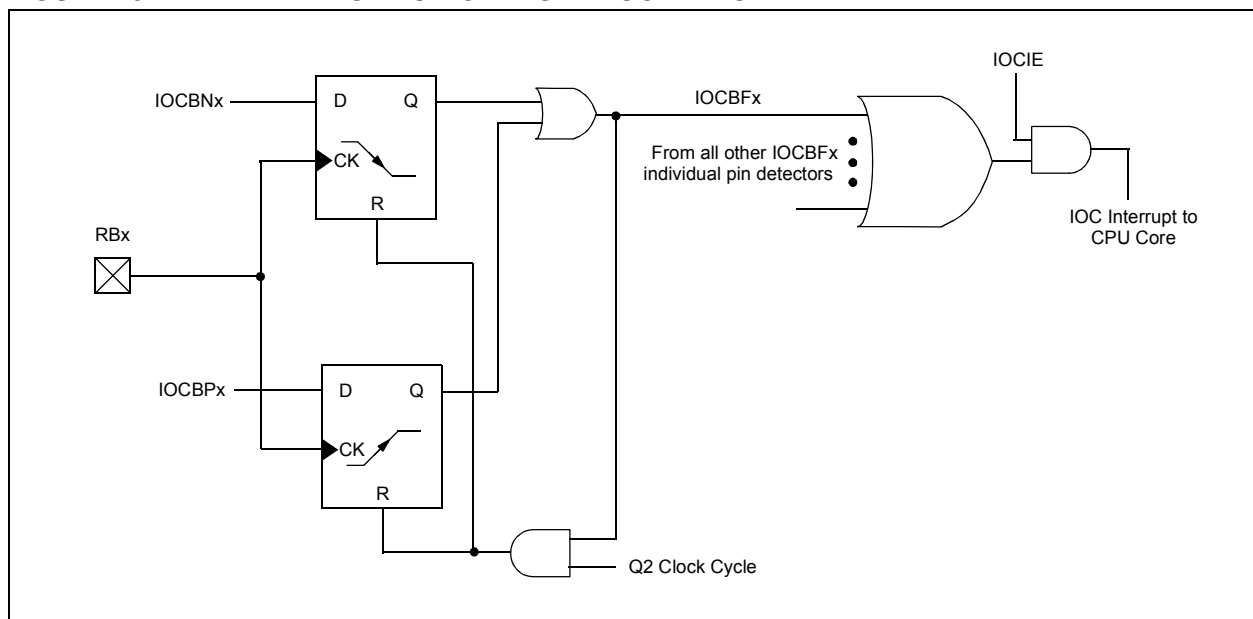 IOCIE
IOCBNx
D
Q
IOCBFx
CK
From all other IOCBFx
individual pin detectors
R
IOC Interrupt to
CPU Core
RBx
IOCBPx
D
Q
CK
R
Q2 Clock Cycle